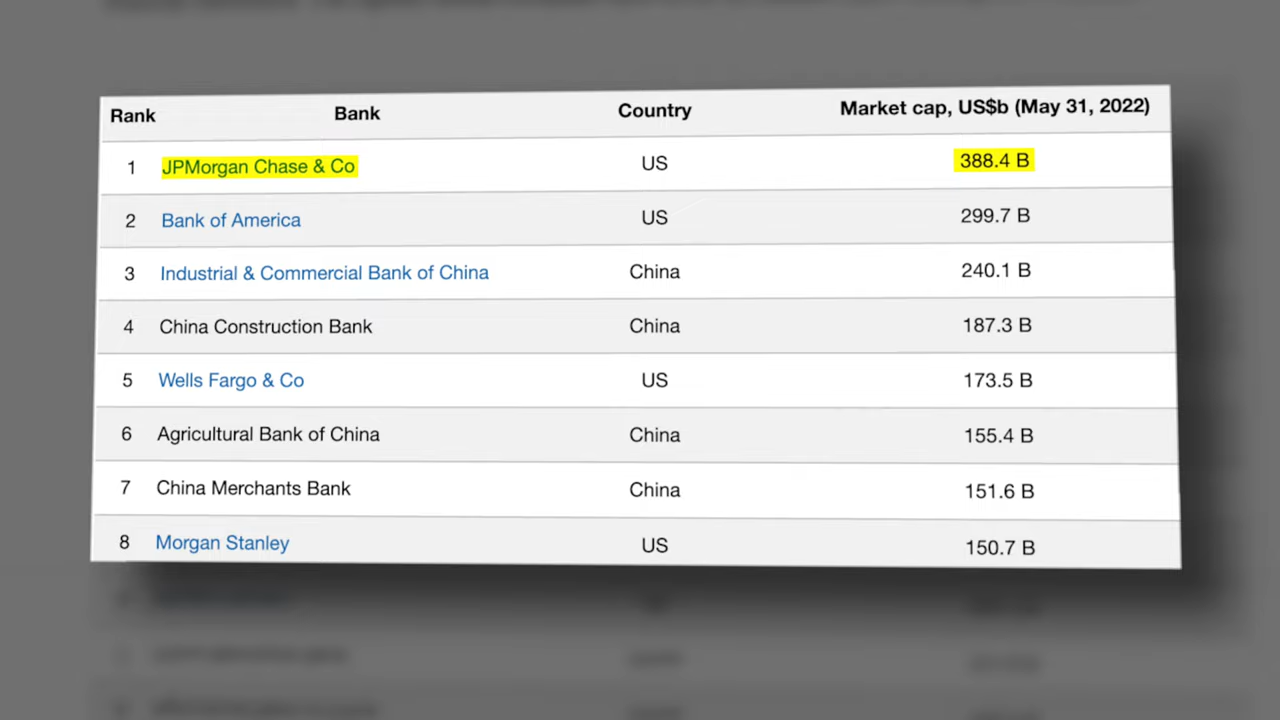 Rank Bank Country Market cap, US$b (May 31, 2022)
1 JPMorgan Chase & Co US 388.4 B
2 Bank of America US 299.7 B
3 Industrial & Commercial Bank of China China 240.1 B
4 China Construction Bank China 187.3 B
5 Wells Fargo & Co US 173.5 B
6 Agricultural Bank of China China 155.4 B
7 China Merchants Bank China 151.6 B
8 Morgan Stanley US 150.7 B